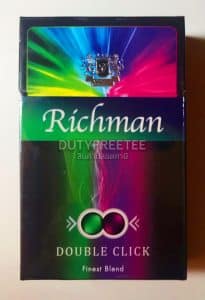 Richman
DUTYFREETEE
DOUBLE CLICK
Finest Blend